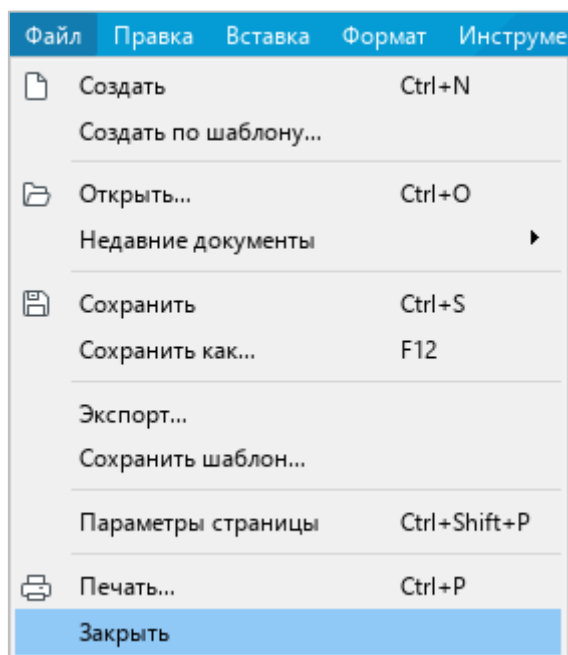 Файл Правка Вставка Формат Инструме
Создать Ctrl+N
Создать по шаблону...
Открыть... Ctrl+O
Недавние документы
Сохранить Ctrl+S
Сохранить как... F12
Экспорт...
Сохранить шаблон...
Параметры страницы Ctrl+Shift+P
Печать... Ctrl+P
Закрыть